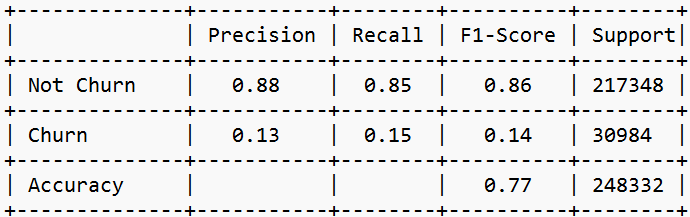 +--------------+-----------+--------+----------+--------+
|              | Precision | Recall | F1-Score | Support|
+--------------+-----------+--------+----------+--------+
| Not Churn    |   0.88    |  0.85  |   0.86   | 217348 |
+--------------+-----------+--------+----------+--------+
| Churn        |   0.13    |  0.15  |   0.14   | 30984  |
+--------------+-----------+--------+----------+--------+
| Accuracy     |           |        |   0.77   | 248332 |
+--------------+-----------+--------+----------+--------+